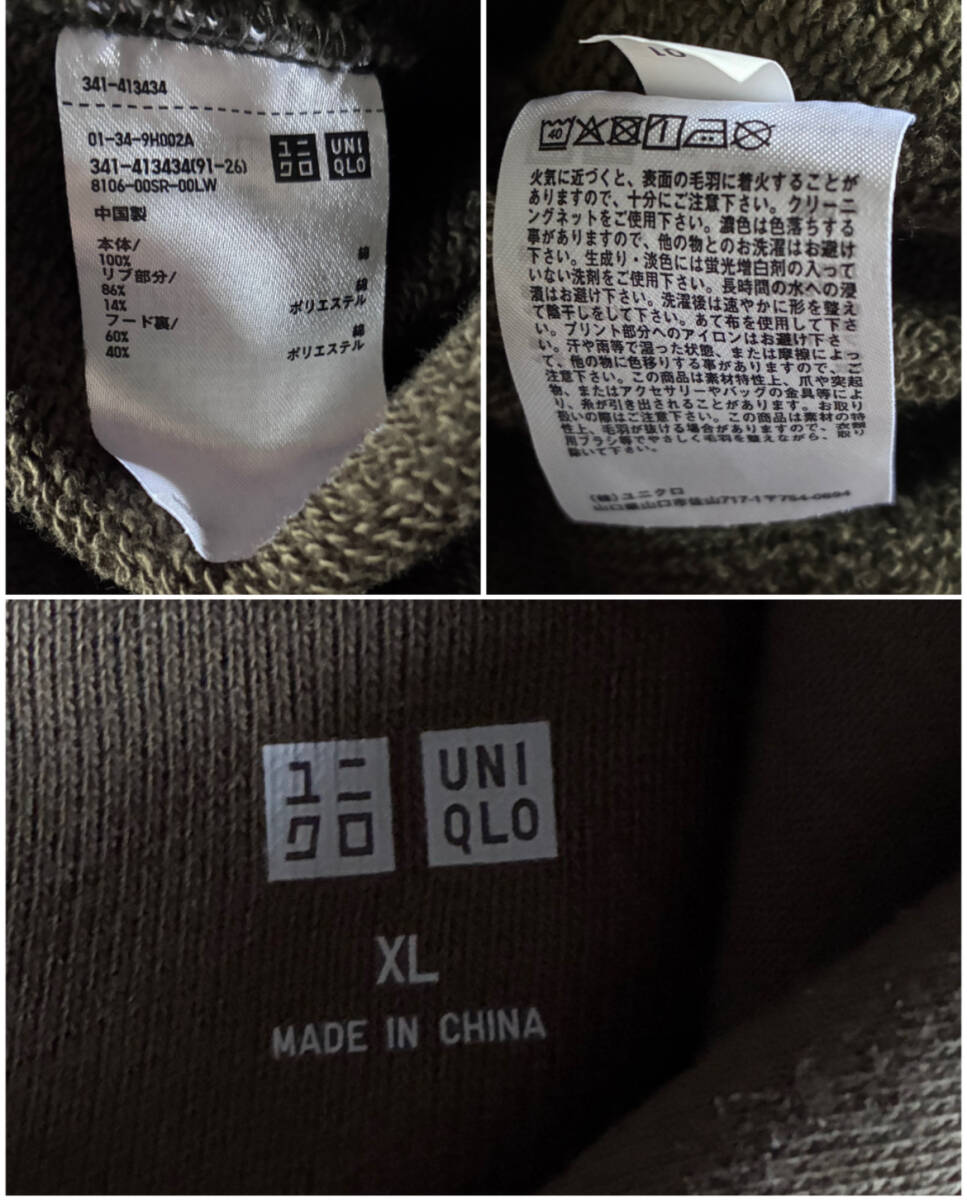 341-413434
01-34-9H002A
ユニ
クロ
UNI
QLO
341-413434(91-26)
8106-00SR-00LW
中国製
本体/
100% 綿
リブ部分/
86% 綿
14% ポリエステル
フード裏/
60% 綿
40% ポリエステル
10
40
火気に近づくと、表面の毛羽に着火することが
ありますので、十分にご注意下さい。クリーニ
ングネットをご使用下さい。濃色は色落ちする
事がありますので、他の物とのお洗濯はお避け
下さい。生成り・淡色には蛍光増白剤の入って
いない洗剤をご使用下さい。長時間の水への浸
漬はお避け下さい。洗濯後は速やかに形を整え
て陰干しをして下さい。あて布を使用して下さ
い。プリント部分へのアイロンはお避け下さ
い。汗や雨等で湿った状態、または摩擦によっ
て、他の物に色移りする事がありますので、ご
注意下さい。この商品は素材特性上、爪や突起
物、またはアクセサリーやバッグの金具等によ
り、糸が引き出されることがあります。お取り
扱いの際はご注意下さい。この商品は素材の特
性上、毛羽が抜ける場合がありますので、衣類
用ブラシ等でやさしく毛羽を整えながら、取り
除いて下さい。
(株)ユニクロ
山口県山口市佐山717-1〒754-0894
ユニ
クロ
UNI
QLO
XL
MADE IN CHINA